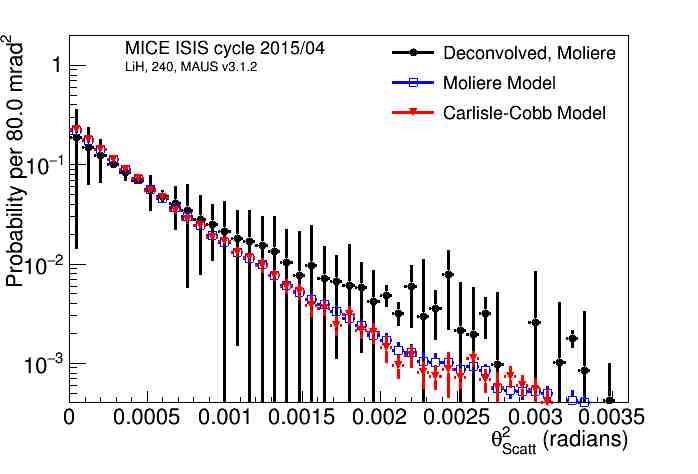 MICE ISIS cycle 2015/04
LiH, 240, MAUS v3.1.2
Deconvolved, Moliere
Moliere Model
Carlisle-Cobb Model
Probability per 80.0 mrad²
1
10⁻¹
10⁻²
10⁻³
0 0.0005 0.001 0.0015 0.002 0.0025 0.003 0.0035
θ²Scatt (radians)